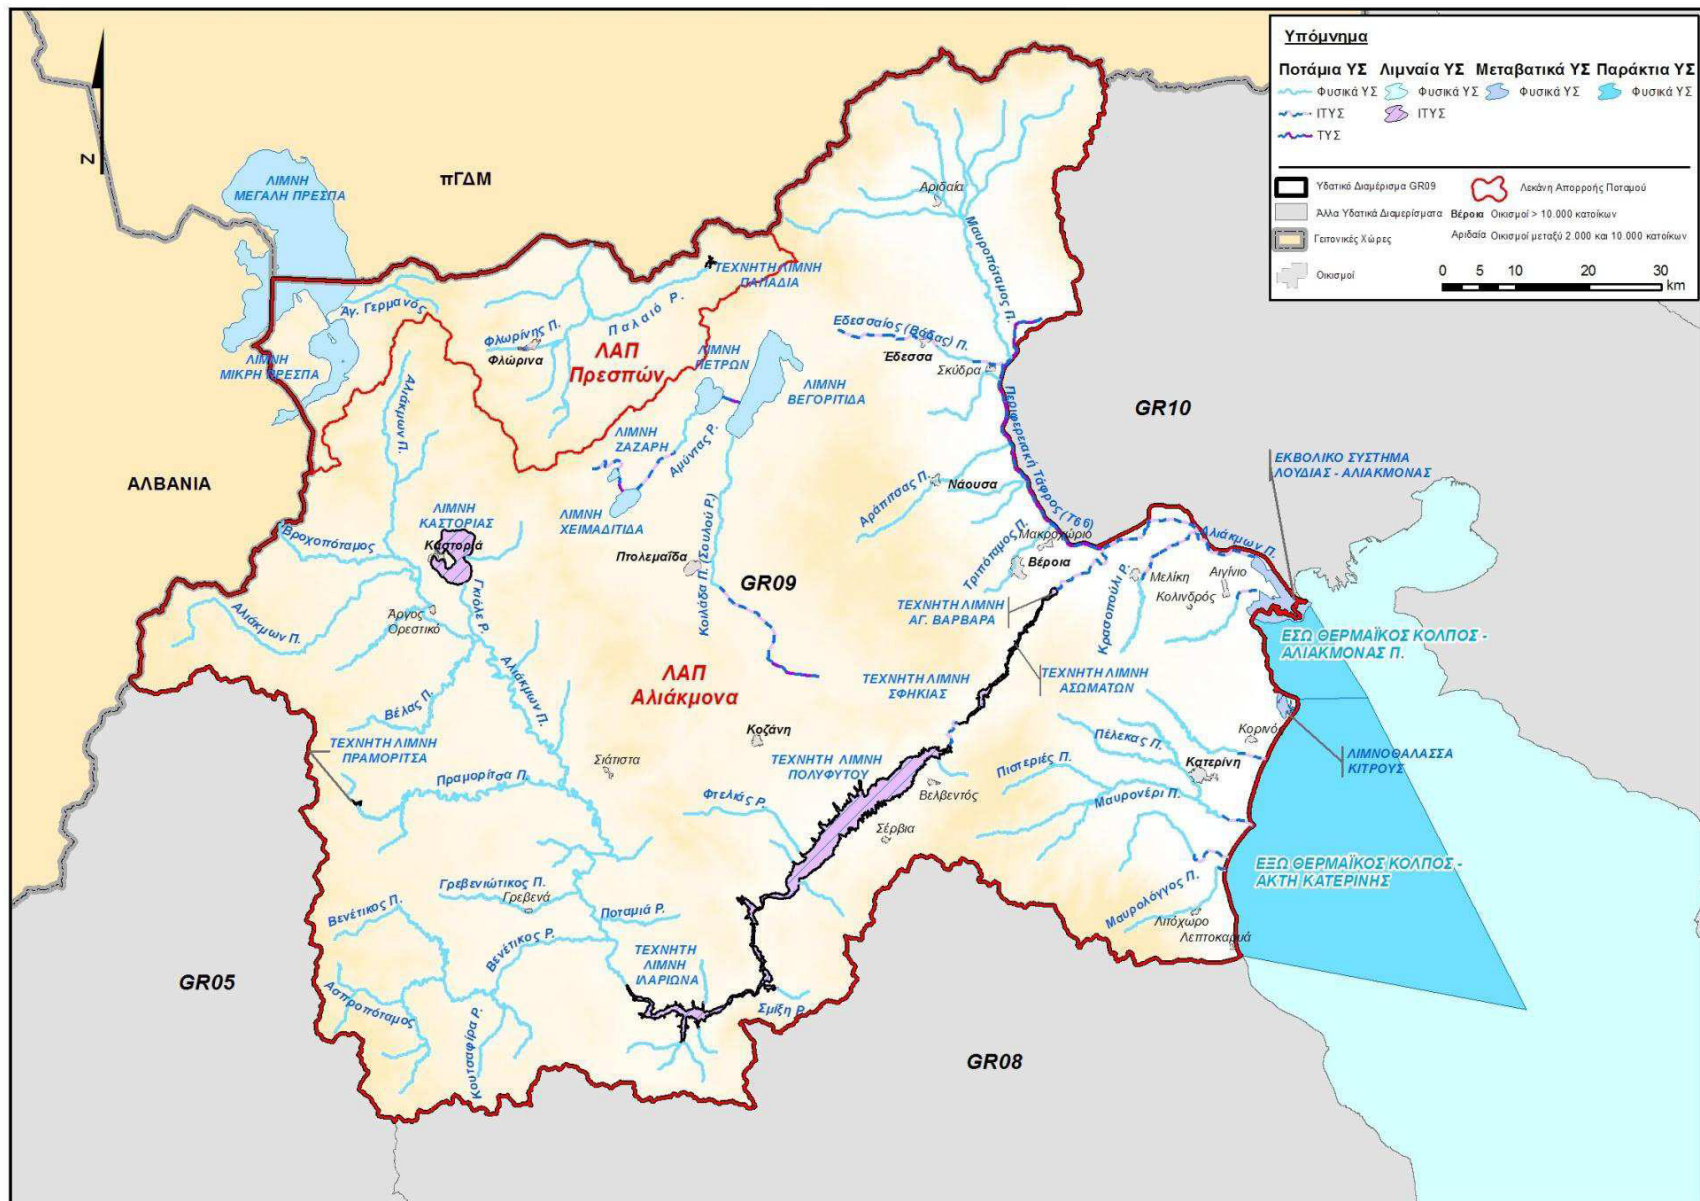 Υπόμνημα
Ποτάμια ΥΣ Λιμναία ΥΣ Μεταβατικά ΥΣ Παράκτια ΥΣ
Φυσικά ΥΣ Φυσικά ΥΣ Φυσικά ΥΣ Φυσικά ΥΣ
ΙΤΥΣ ΙΤΥΣ
ΤΥΣ
Υδατικό Διαμέρισμα GR09 Λεκάνη Απορροής Ποταμού
Άλλα Υδατικά Διαμερίσματα Βέροια Οικισμοί > 10.000 κατοίκων
Γειτονικές Χώρες Αριδαία Οικισμοί μεταξύ 2.000 και 10.000 κατοίκων
Οικισμοί
0 5 10 20 30
km
N
πΓΔΜ
ΛΙΜΝΗ
ΜΕΓΑΛΗ ΠΡΕΣΠΑ
Αριδαία
Μαυροπόταμος Π.
ΤΕΧΝΗΤΗ ΛΙΜΝΗ
ΠΑΠΑΔΙΑ
Αγ. Γερμανός
Παλαιό Ρ.
Φλωρίνης Π.
Φλώρινα
ΛΑΠ
Πρεσπών
ΛΙΜΝΗ
ΜΙΚΡΗ ΠΡΕΣΠΑ
ΛΙΜΝΗ
ΠΕΤΡΩΝ
ΛΙΜΝΗ
ΒΕΓΟΡΙΤΙΔΑ
Εδεσσαίος (Βόδας) Π.
Έδεσσα
Σκύδρα
Περιφερειακή Τάφρος (Τ66)
GR10
Αλιάκμων Π.
ΛΙΜΝΗ
ΖΑΖΑΡΗ
Αμύντας Ρ.
ΑΛΒΑΝΙΑ
ΕΚΒΟΛΙΚΟ ΣΥΣΤΗΜΑ
ΛΟΥΔΙΑΣ - ΑΛΙΑΚΜΟΝΑΣ
Νάουσα
Αράπιτσας Π.
ΛΙΜΝΗ
ΚΑΣΤΟΡΙΑΣ
Καστοριά
ΛΙΜΝΗ
ΧΕΙΜΑΔΙΤΙΔΑ
Βροχοπόταμος
Πτολεμαΐδα
Κοιλάδα Π. (Σουλού Ρ.)
GR09
Τριπόταμος Π.
Μακροχώριο
Βέροια
Αλιάκμων Π.
Μελίκη
Αιγίνιο
Κολινδρός
Κρασοπούλι Ρ.
Γκιόλε Ρ.
Άργος
Ορεστικό
Αλιάκμων Π.
ΤΕΧΝΗΤΗ ΛΙΜΝΗ
ΑΓ. ΒΑΡΒΑΡΑ
ΕΣΩ ΘΕΡΜΑΪΚΟΣ ΚΟΛΠΟΣ -
ΑΛΙΑΚΜΟΝΑΣ Π.
Αλιάκμων Π.
ΛΑΠ
Αλιάκμονα
ΤΕΧΝΗΤΗ ΛΙΜΝΗ
ΣΦΗΚΙΑΣ
ΤΕΧΝΗΤΗ ΛΙΜΝΗ
ΑΣΩΜΑΤΩΝ
Βέλας Π.
Κοζάνη
Κορινό
Πέλεκας Π.
ΤΕΧΝΗΤΗ ΛΙΜΝΗ
ΠΡΑΜΟΡΙΤΣΑ
Σιάτιστα
ΤΕΧΝΗΤΗ ΛΙΜΝΗ
ΠΟΛΥΦΥΤΟΥ
ΛΙΜΝΟΘΑΛΑΣΣΑ
ΚΙΤΡΟΥΣ
Πραμορίτσα Π.
Πιστεριές Π.
Κατερίνη
Βελβεντός
Φτελιάς Ρ.
Μαυρονέρι Π.
Σέρβια
ΕΞΩ ΘΕΡΜΑΪΚΟΣ ΚΟΛΠΟΣ -
ΑΚΤΗ ΚΑΤΕΡΙΝΗΣ
Γρεβενιώτικος Π.
Γρεβενά
Βενέτικος Π.
Ποταμιά Ρ.
Μαυρολόγγος Π.
Λιτόχωρο
Λεπτοκαρυά
Βενέτικος Ρ.
ΤΕΧΝΗΤΗ
ΛΙΜΝΗ
ΙΛΑΡΙΩΝΑ
GR05
Ασπροπόταμος
Κουτσαφίρα Ρ.
Σμίξη Ρ.
GR08